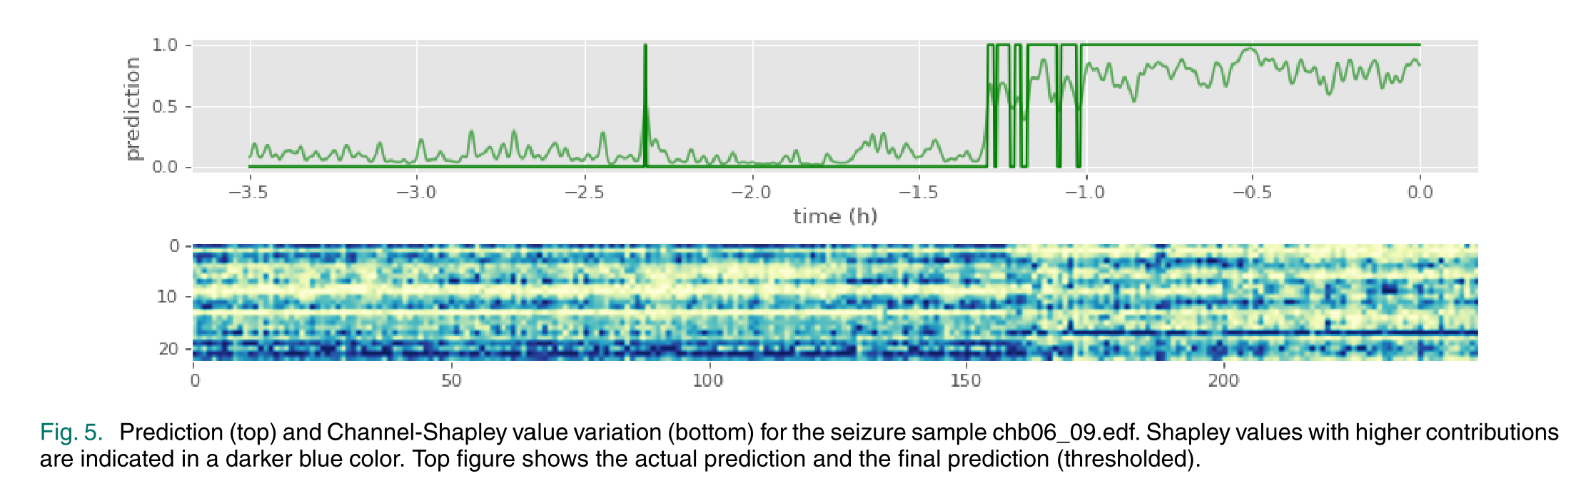 1.0
0.5
0.0
prediction
−3.5 −3.0 −2.5 −2.0 −1.5 −1.0 −0.5 0.0
time (h)
0
10
20
0 50 100 150 200
Fig. 5. Prediction (top) and Channel-Shapley value variation (bottom) for the seizure sample chb06_09.edf. Shapley values with higher contributions
are indicated in a darker blue color. Top figure shows the actual prediction and the final prediction (thresholded).